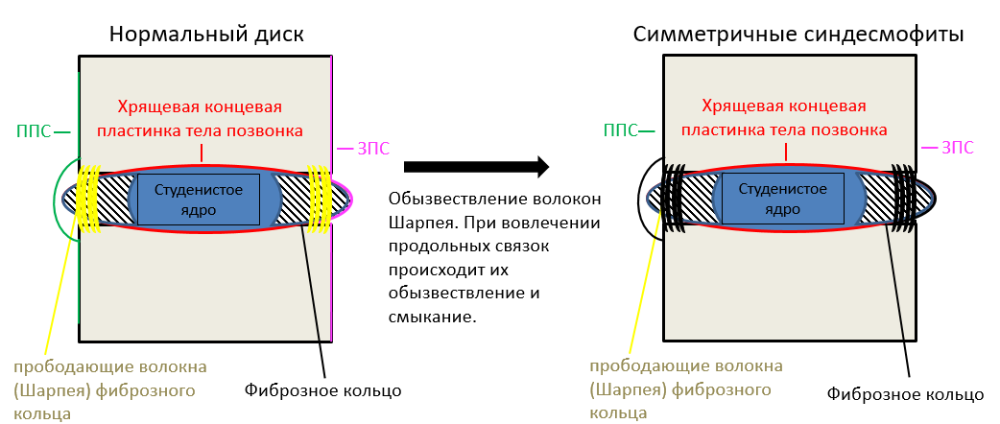 Нормальный диск
Хрящевая концевая
пластинка тела позвонка
ППС
ЗПС
Студенистое
ядро
прободающие волокна
(Шарпея) фиброзного
кольца
Фиброзное кольцо
Обызвествление волокон
Шарпея. При вовлечении
продольных связок
происходит их
обызвествление и
смыкание.
Симметричные синдесмофиты
Хрящевая концевая
пластинка тела позвонка
ППС
ЗПС
Студенистое
ядро
прободающие волокна
(Шарпея) фиброзного
кольца
Фиброзное кольцо